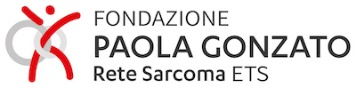 FONDAZIONE
PAOLA GONZATO
Rete Sarcoma ETS